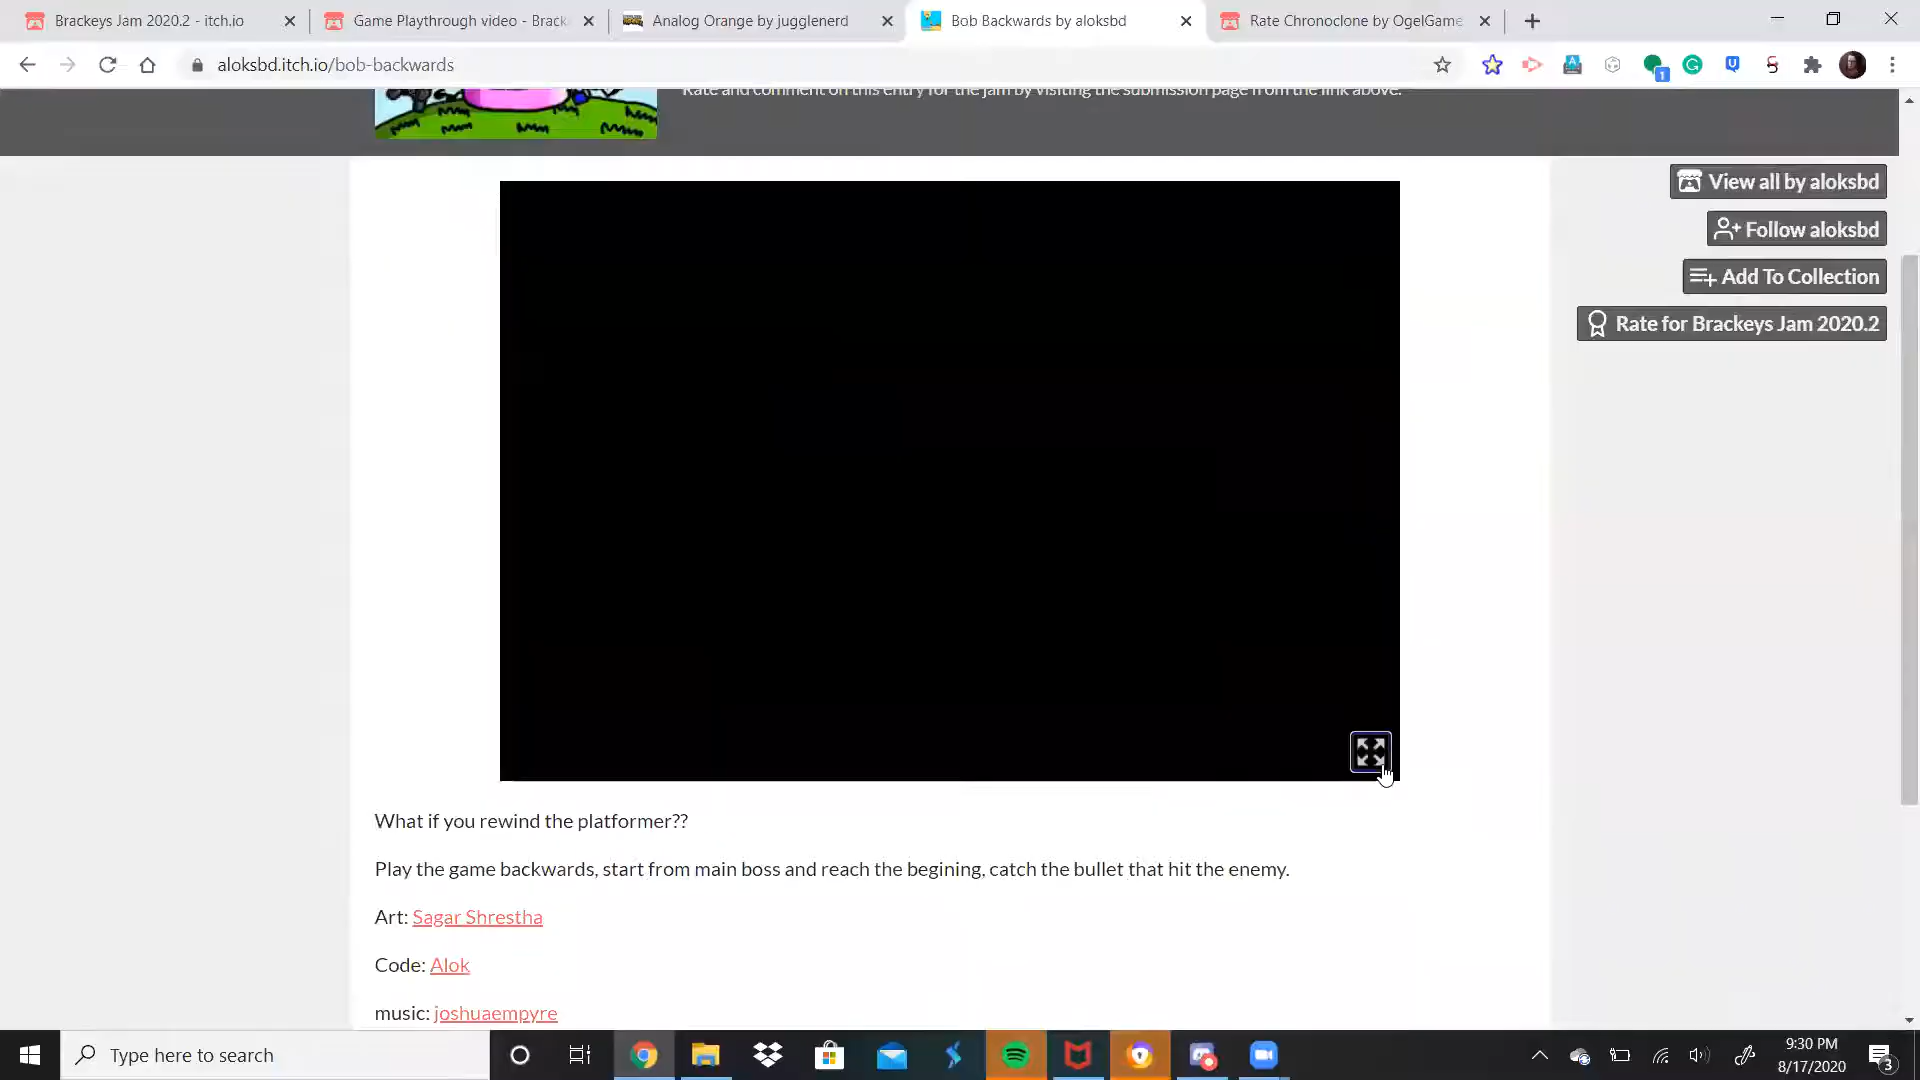 Brackeys Jam 2020.2 - itch.io
Game Playthrough video - Brack
Analog Orange by jugglenerd
Bob Backwards by aloksbd
Rate Chronoclone by OgelGame
aloksbd.itch.io/bob-backwards
Rate and comment on this entry for the jam by visiting the submission page from the link above.
View all by aloksbd
Follow aloksbd
Add To Collection
Rate for Brackeys Jam 2020.2
What if you rewind the platformer??
Play the game backwards, start from main boss and reach the begining, catch the bullet that hit the enemy.
Art: Sagar Shrestha
Code: Alok
music: joshuaempyre
Type here to search
9:30 PM
8/17/2020
3
1